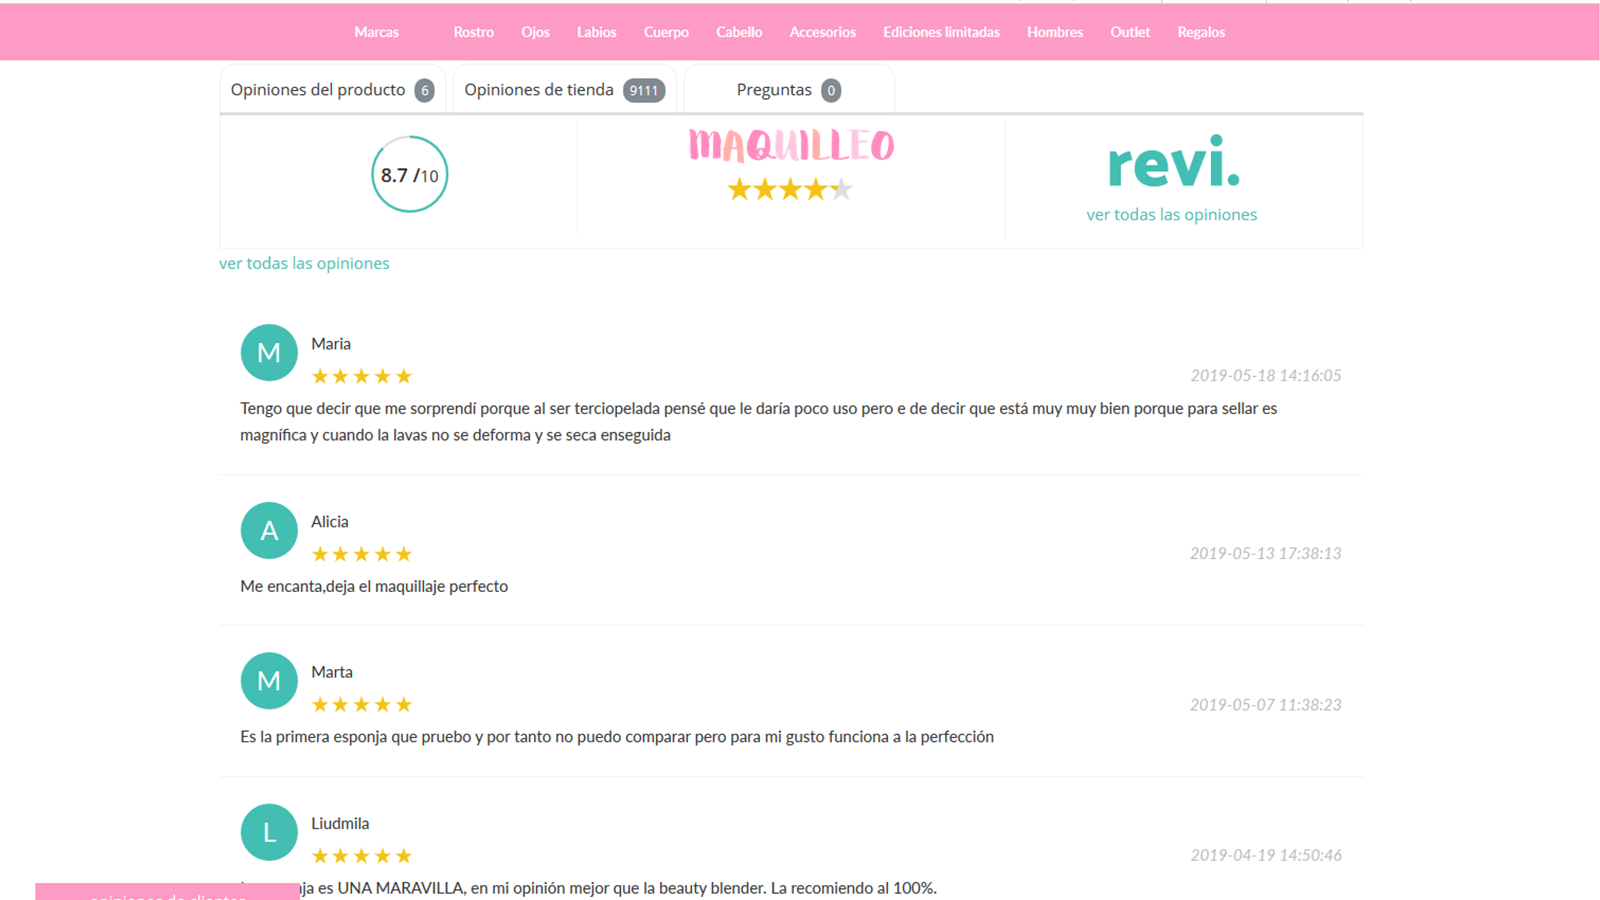 Marcas Rostro Ojos Labios Cuerpo Cabello Accesorios Ediciones limitadas Hombres Outlet Regalos
Opiniones del producto 6 Opiniones de tienda 9111 Preguntas 0
8.7 /10
MAQUILLEO
revi.
ver todas las opiniones
ver todas las opiniones
M Maria
2019-05-18 14:16:05
Tengo que decir que me sorprendí porque al ser terciopelada pensé que le daría poco uso pero e de decir que está muy muy bien porque para sellar es
magnífica y cuando la lavas no se deforma y se seca enseguida
A Alicia
2019-05-13 17:38:13
Me encanta,deja el maquillaje perfecto
M Marta
2019-05-07 11:38:23
Es la primera esponja que pruebo y por tanto no puedo comparar pero para mi gusto funciona a la perfección
L Liudmila
2019-04-19 14:50:46
es UNA MARAVILLA, en mi opinión mejor que la beauty blender. La recomiendo al 100%.
opiniones de clientes